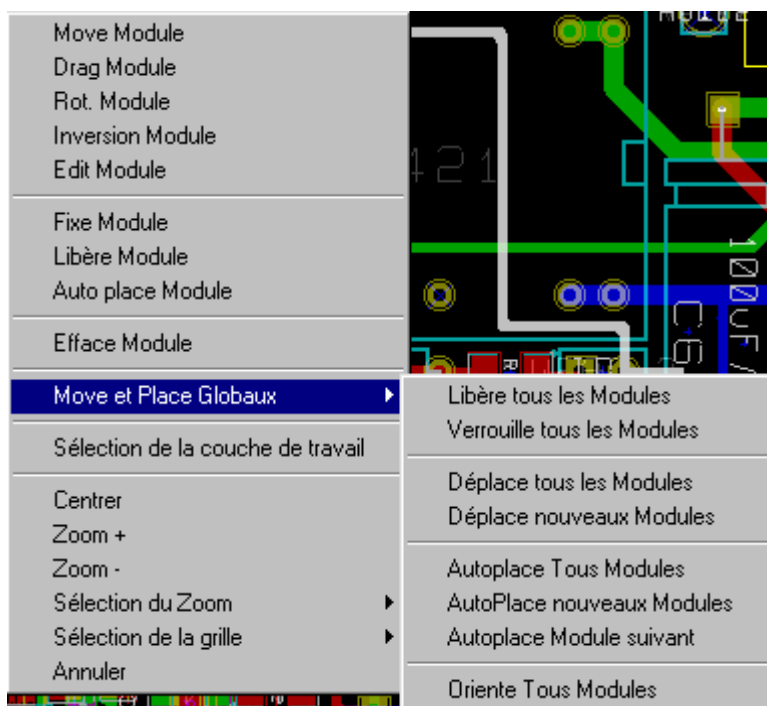 Move Module
Drag Module
Rot. Module
Inversion Module
Edit Module
Fixe Module
Libère Module
Auto place Module
Efface Module
Move et Place Globaux
Sélection de la couche de travail
Centrer
Zoom +
Zoom -
Sélection du Zoom
Sélection de la grille
Annuler
Libère tous les Modules
Verrouille tous les Modules
Déplace tous les Modules
Déplace nouveaux Modules
Autoplace Tous Modules
AutoPlace nouveaux Modules
Autoplace Module suivant
Oriente Tous Modules
421
100uF/
C6